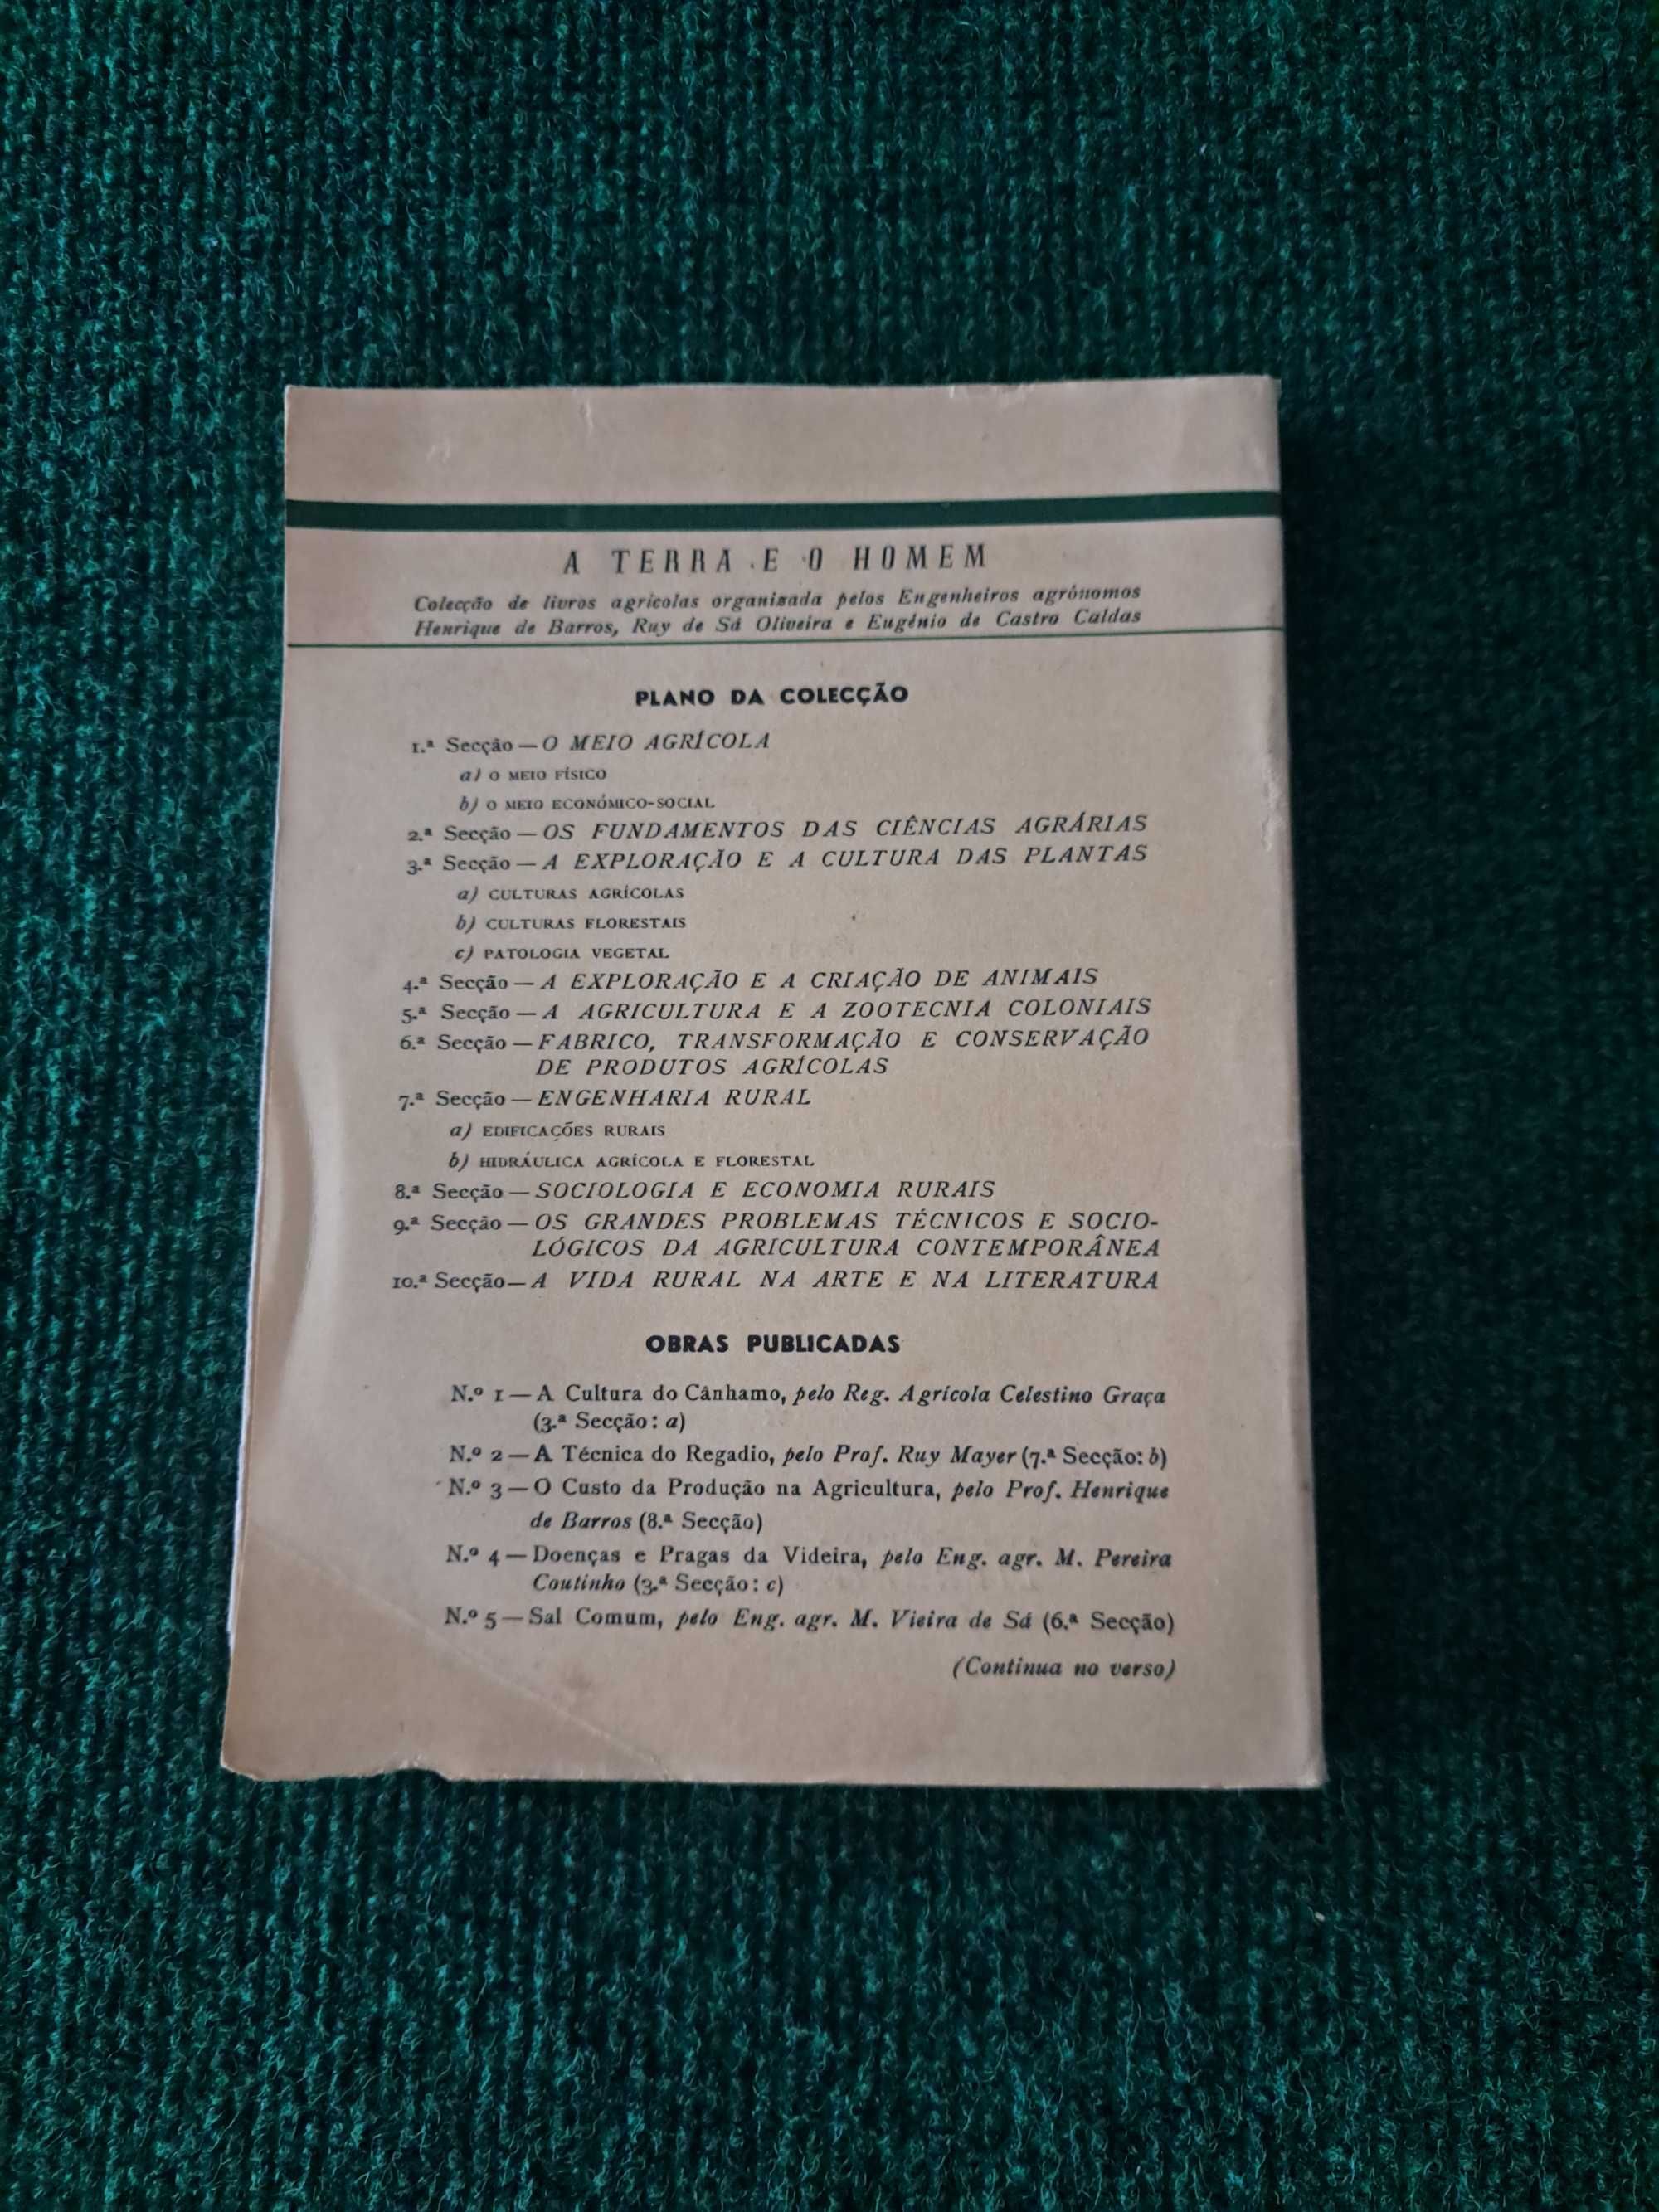 A TERRA E O HOMEM
Colecção de livros agrícolas organizada pelos Engenheiros agrónomos
Henrique de Barros, Ruy de Sá Oliveira e Eugénio de Castro Caldas
PLANO DA COLECÇÃO
1.ª Secção — O MEIO AGRÍCOLA
a) O MEIO FÍSICO
b) O MEIO ECONÓMICO-SOCIAL
2.ª Secção — OS FUNDAMENTOS DAS CIÊNCIAS AGRÁRIAS
3.ª Secção — A EXPLORAÇÃO E A CULTURA DAS PLANTAS
a) CULTURAS AGRÍCOLAS
b) CULTURAS FLORESTAIS
c) PATOLOGIA VEGETAL
4.ª Secção — A EXPLORAÇÃO E A CRIAÇÃO DE ANIMAIS
5.ª Secção — A AGRICULTURA E A ZOOTECNIA COLONIAIS
6.ª Secção — FABRICO, TRANSFORMAÇÃO E CONSERVAÇÃO
DE PRODUTOS AGRÍCOLAS
7.ª Secção — ENGENHARIA RURAL
a) EDIFICAÇÕES RURAIS
b) HIDRÁULICA AGRÍCOLA E FLORESTAL
8.ª Secção — SOCIOLOGIA E ECONOMIA RURAIS
9.ª Secção — OS GRANDES PROBLEMAS TÉCNICOS E SOCIO-
LÓGICOS DA AGRICULTURA CONTEMPORÂNEA
10.ª Secção — A VIDA RURAL NA ARTE E NA LITERATURA
OBRAS PUBLICADAS
N.º 1 — A Cultura do Cânhamo, pelo Reg. Agrícola Celestino Graça
(3.ª Secção: a)
N.º 2 — A Técnica do Regadio, pelo Prof. Ruy Mayer (7.ª Secção: b)
N.º 3 — O Custo da Produção na Agricultura, pelo Prof. Henrique
de Barros (8.ª Secção)
N.º 4 — Doenças e Pragas da Videira, pelo Eng. agr. M. Pereira
Coutinho (3.ª Secção: c)
N.º 5 — Sal Comum, pelo Eng. agr. M. Vieira de Sá (6.ª Secção)
(Continua no verso)